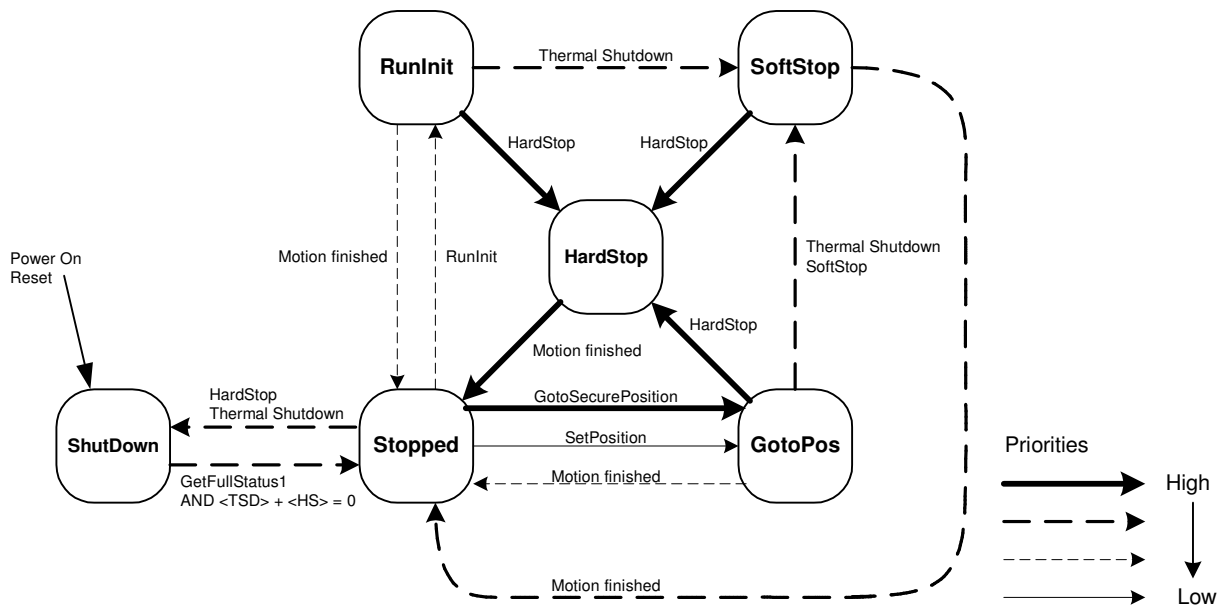 RunInit
Thermal Shutdown
SoftStop
HardStop
HardStop
Power On
Reset
Motion finished
RunInit
HardStop
Thermal Shutdown
SoftStop
HardStop
Motion finished
HardStop
Thermal Shutdown
GotoSecurePosition
ShutDown
Stopped
SetPosition
GotoPos
Motion finished
GetFullStatus1
AND <TSD> + <HS> = 0
Motion finished
Priorities
High
Low